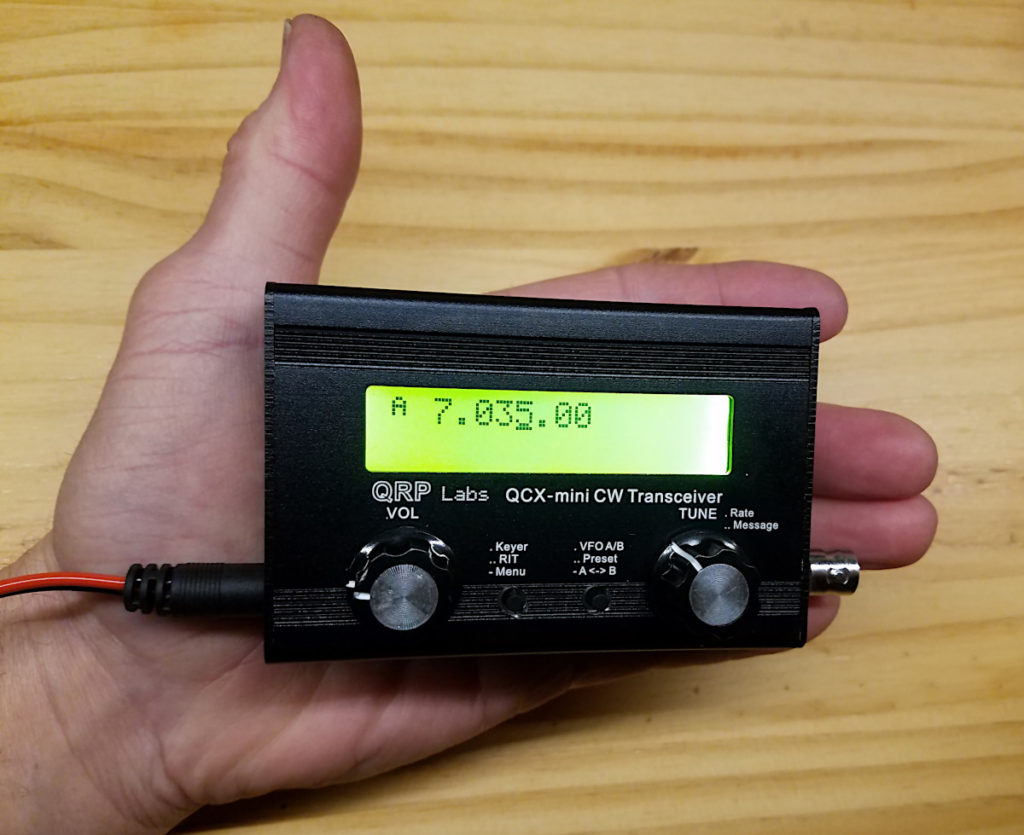 A 7.035.00
QRP Labs QCX-mini CW Transceiver
VOL
TUNE
. Rate
.. Message
. Keyer
.. RIT
- Menu
. VFO A/B
.. Preset
- A <-> B